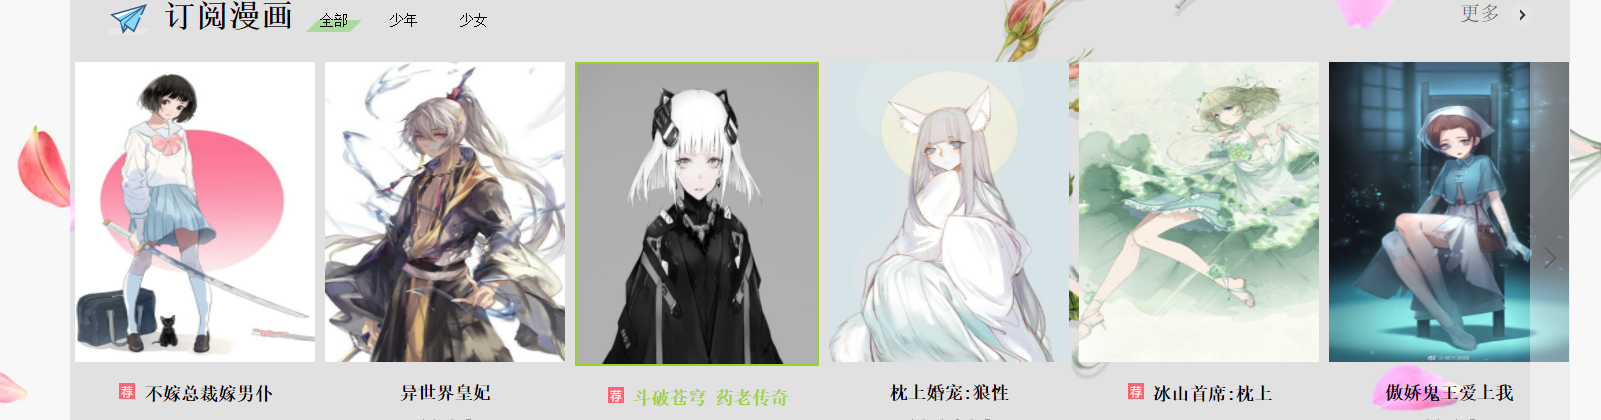 订阅漫画 全部 少年 少女 更多
荐 不嫁总裁嫁男仆 异世界皇妃 荐 斗破苍穹 药老传奇 枕上婚宠:狼性 荐 冰山首席:枕上 傲娇鬼王爱上我